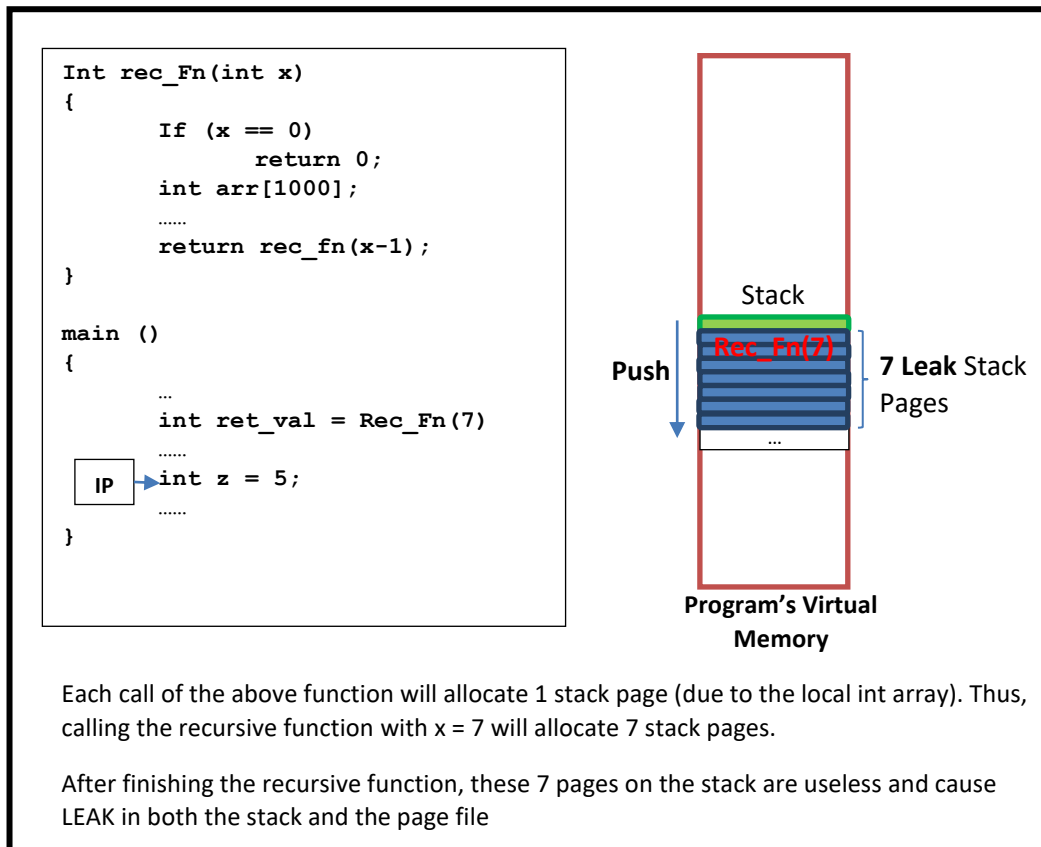 Int rec_Fn(int x)
{
If (x == 0)
return 0;
int arr[1000];
……
return rec_fn(x-1);
}
main ()
{
…
int ret_val = Rec_Fn(7)
……
IP
int z = 5;
……
}
Stack
Rec_Fn(7)
Push
7 Leak Stack
Pages
…
Program’s Virtual
Memory
Each call of the above function will allocate 1 stack page (due to the local int array). Thus,
calling the recursive function with x = 7 will allocate 7 stack pages.
After finishing the recursive function, these 7 pages on the stack are useless and cause
LEAK in both the stack and the page file